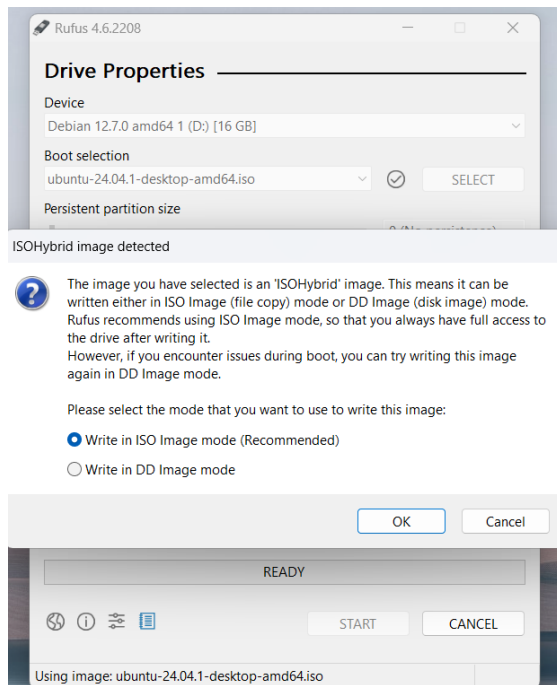 Rufus 4.6.2208
Drive Properties
Device
Debian 12.7.0 amd64 1 (D:) [16 GB]
Boot selection
ubuntu-24.04.1-desktop-amd64.iso
SELECT
Persistent partition size
ISOHybrid image detected
The image you have selected is an 'ISOHybrid' image. This means it can be
written either in ISO Image (file copy) mode or DD Image (disk image) mode.
Rufus recommends using ISO Image mode, so that you always have full access to
the drive after writing it.
However, if you encounter issues during boot, you can try writing this image
again in DD Image mode.
Please select the mode that you want to use to write this image:
Write in ISO Image mode (Recommended)
Write in DD Image mode
OK
Cancel
READY
START
CANCEL
Using image: ubuntu-24.04.1-desktop-amd64.iso